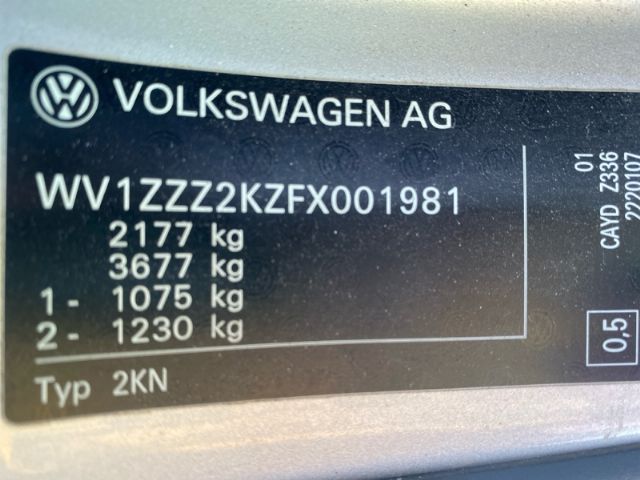 VOLKSWAGEN AG
WV1ZZZ2KZFX001981
2177 kg
3677 kg
1 - 1075 kg
2 - 1230 kg
Typ 2KN
01
CAYD Z336
2220107
0,5